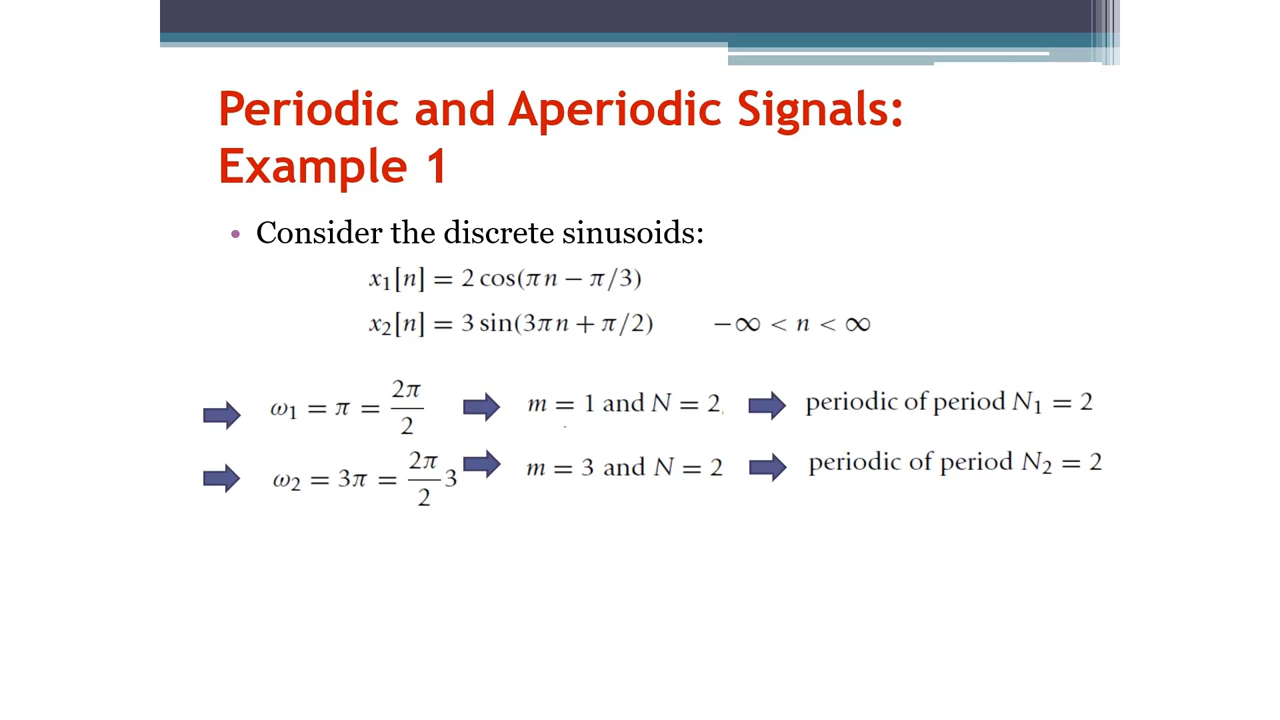 Periodic and Aperiodic Signals:
Example 1
• Consider the discrete sinusoids:
x₁[n] = 2 cos(πn − π/3)
x₂[n] = 3 sin(3πn + π/2) −∞ < n < ∞
ω₁ = π = 2π/2 m = 1 and N = 2, periodic of period N₁ = 2
ω₂ = 3π = 2π/2 3 m = 3 and N = 2 periodic of period N₂ = 2